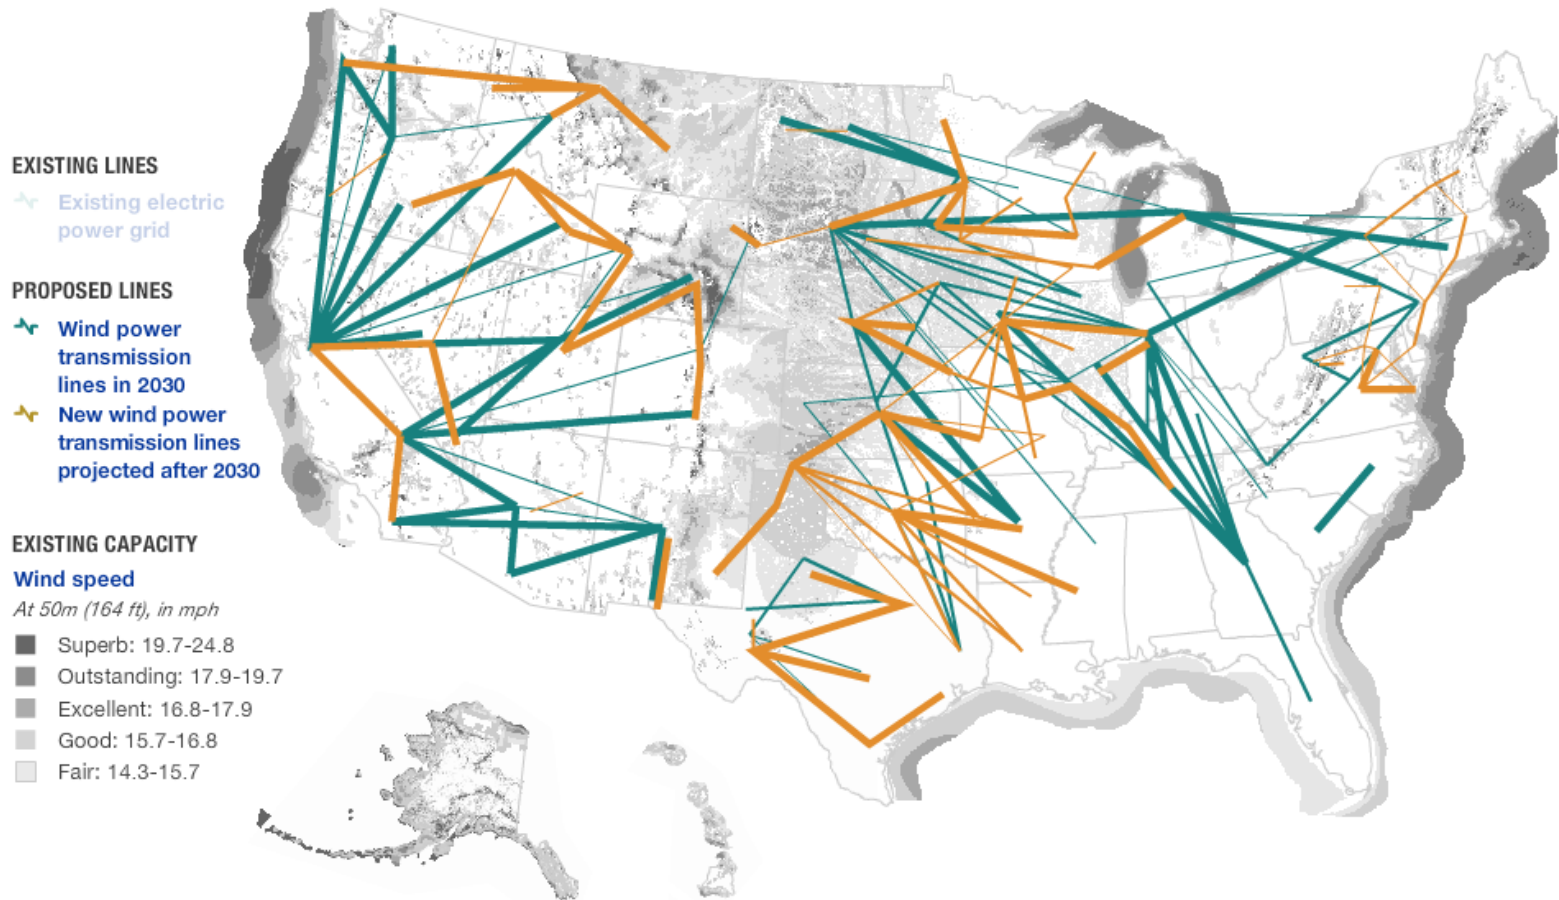 EXISTING LINES
Existing electric
power grid
PROPOSED LINES
Wind power
transmission
lines in 2030
New wind power
transmission lines
projected after 2030
EXISTING CAPACITY
Wind speed
At 50m (164 ft), in mph
Superb: 19.7-24.8
Outstanding: 17.9-19.7
Excellent: 16.8-17.9
Good: 15.7-16.8
Fair: 14.3-15.7